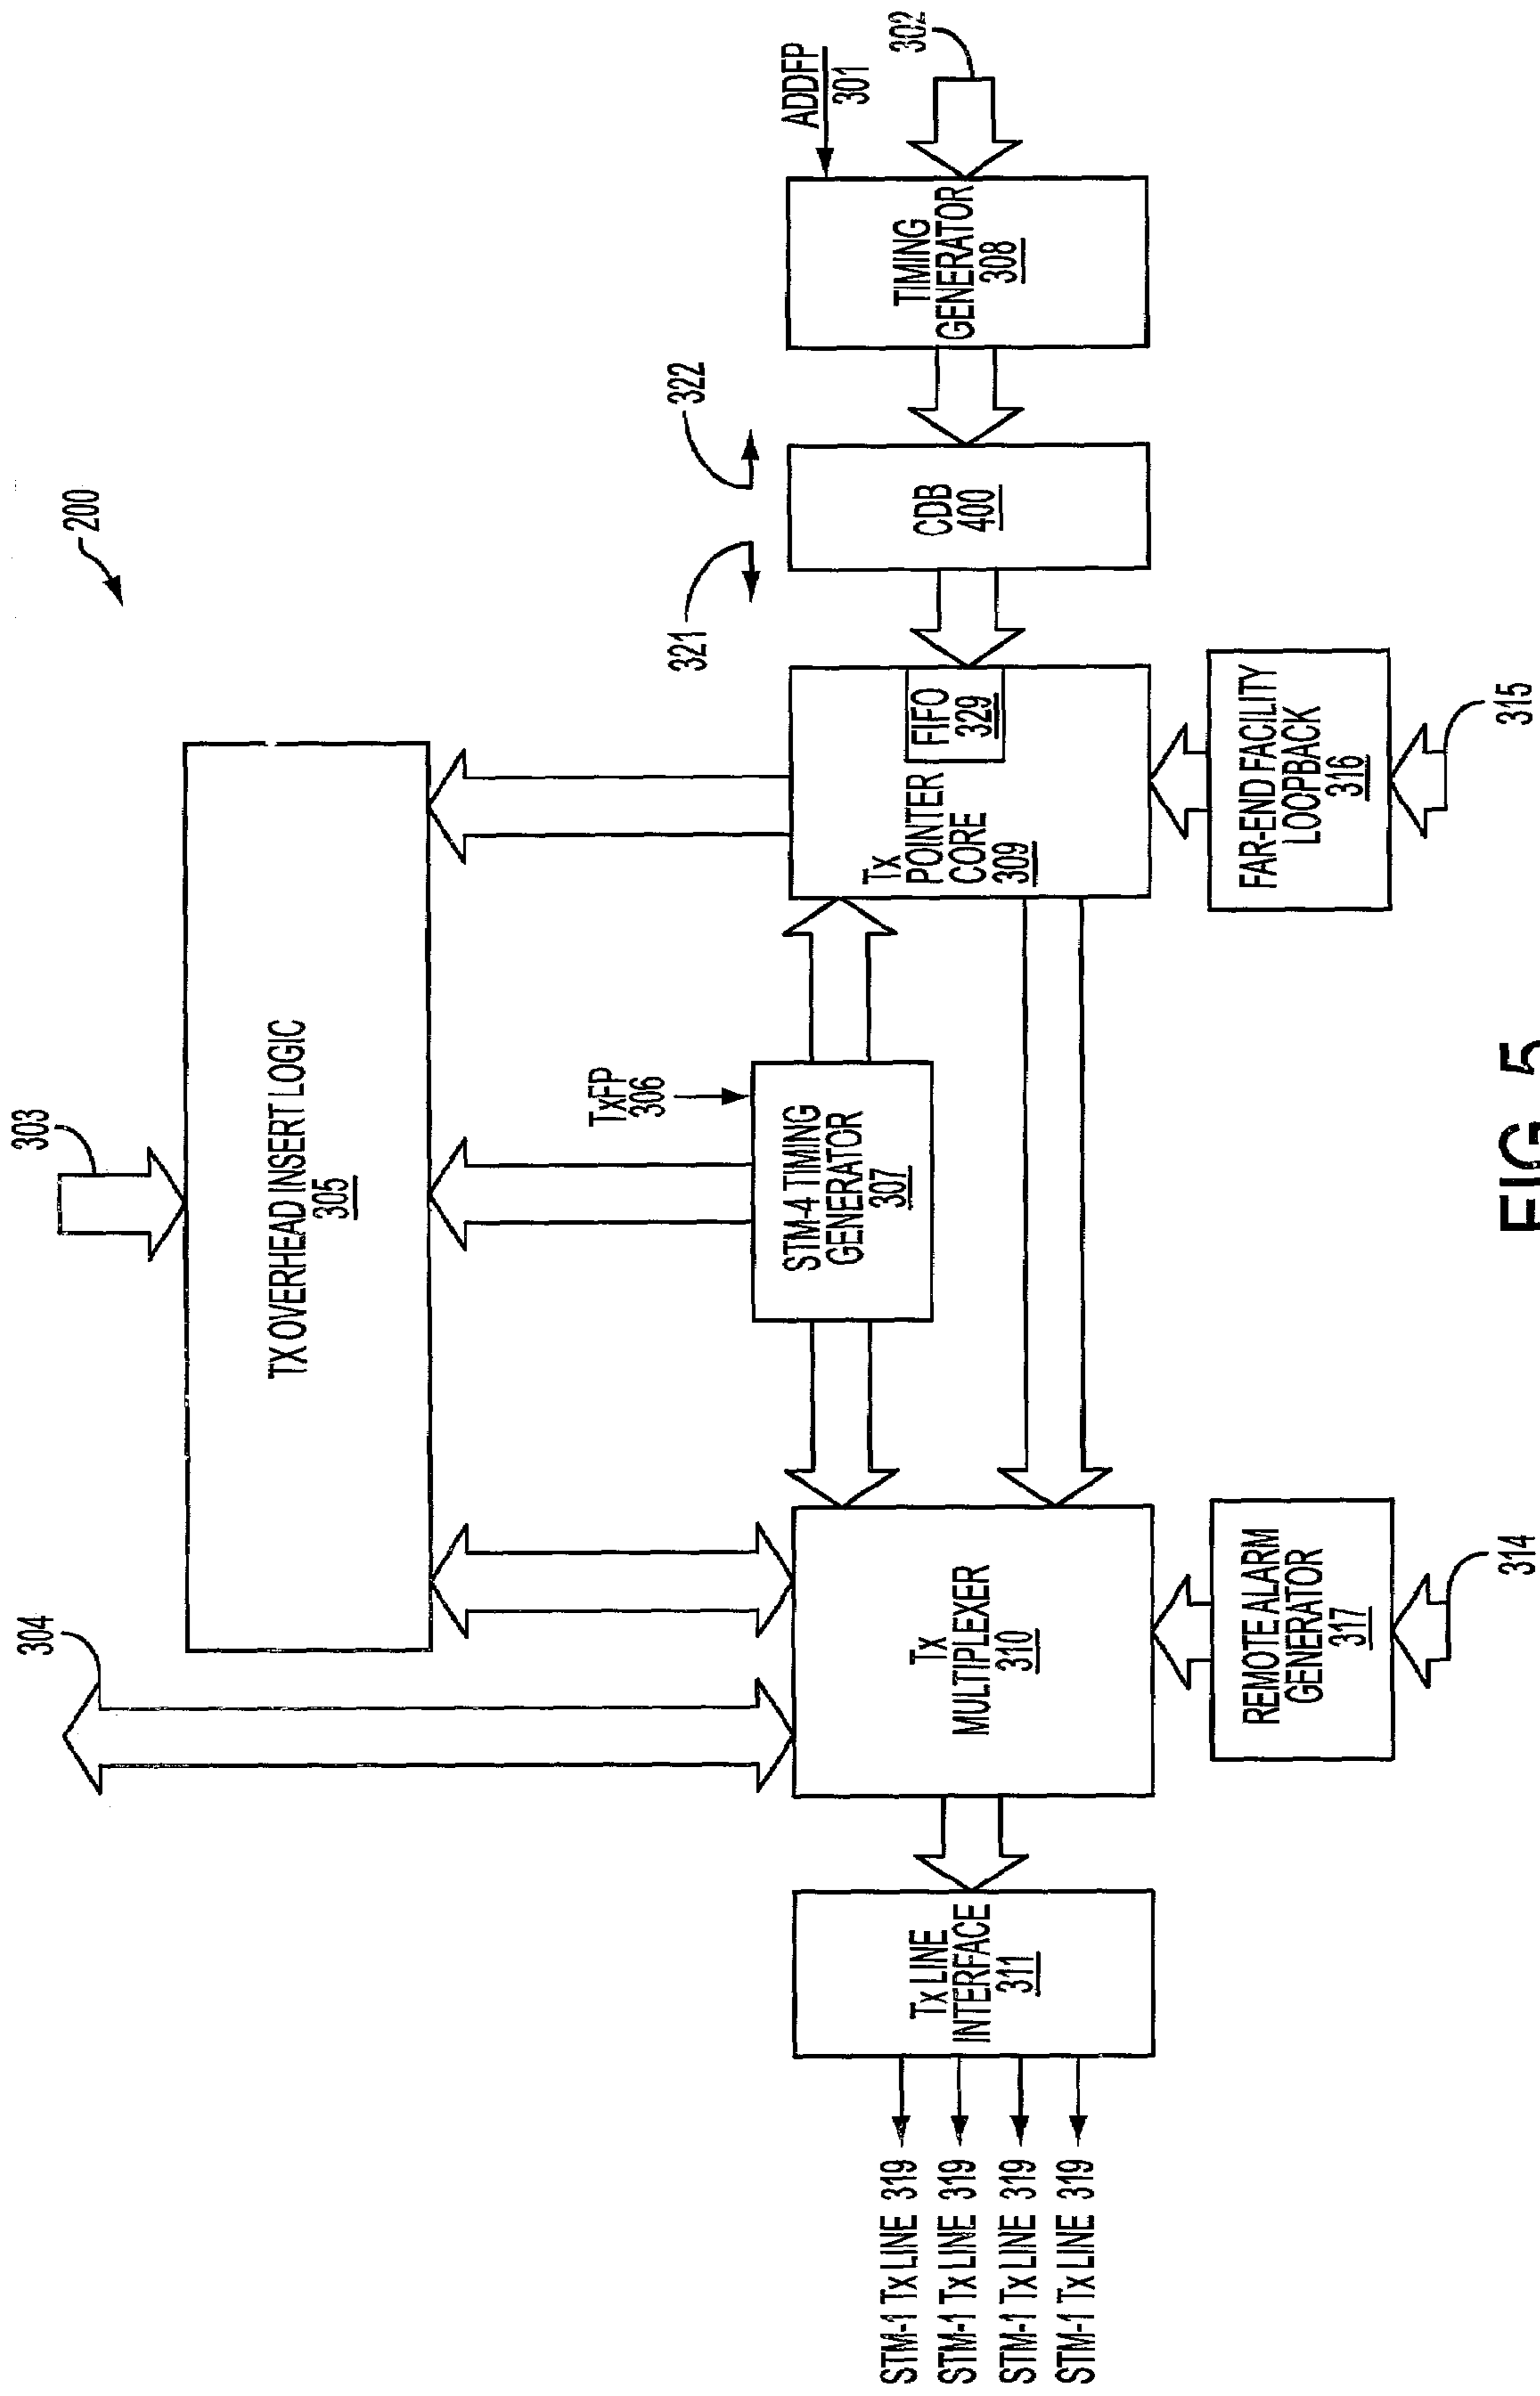 200
303
304
TX OVERHEAD INSERT LOGIC
305
TxFP
306
STM-4 TIMING
GENERATOR
307
321
322
ADDFP
301
302
STM-1 Tx LINE 319
STM-1 Tx LINE 319
STM-1 Tx LINE 319
STM-1 Tx LINE 319
Tx LINE
INTERFACE
311
Tx
MULTIPLEXER
310
Tx
POINTER
CORE
309
FIFO
329
CDB
400
TIMING
GENERATOR
308
REMOTE ALARM
GENERATOR
317
314
FAR-END FACILITY
LOOPBACK
316
315
FIG. 5